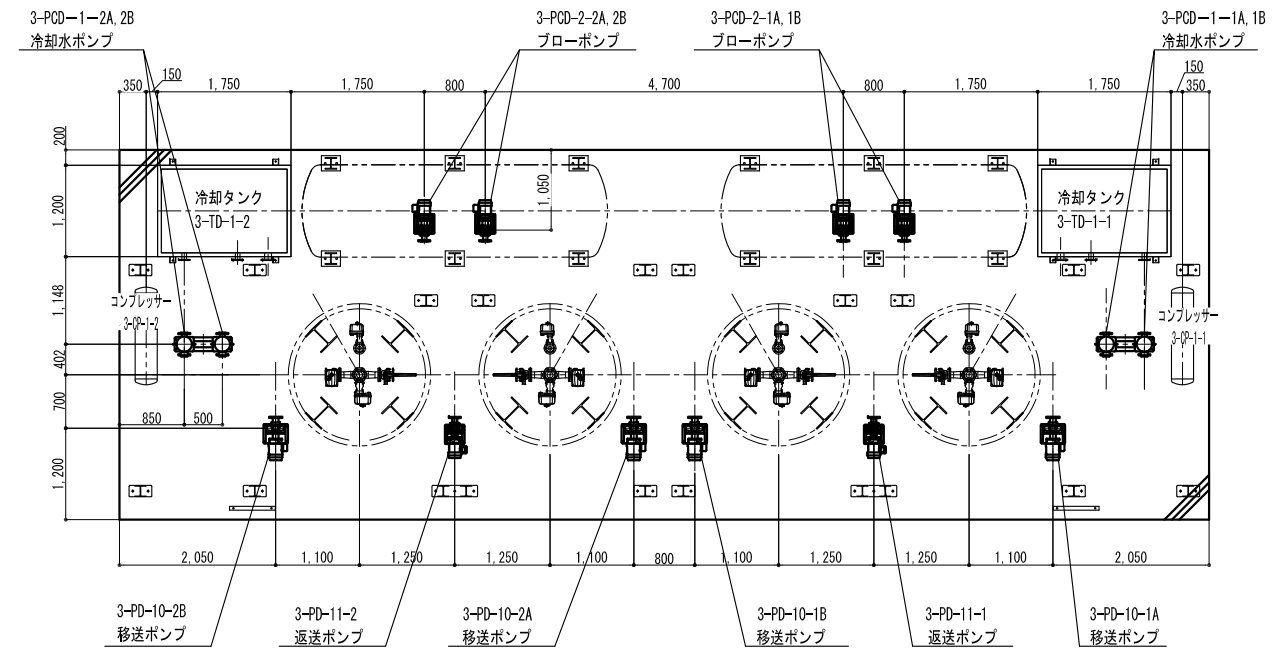 3-PCD-1-2A, 2B
冷却水ポンプ
3-PCD-2-2A, 2B
ブローポンプ
3-PCD-2-1A, 1B
ブローポンプ
3-PCD-1-1A, 1B
冷却水ポンプ
350
150
1,750
1,750
800
4,700
800
1,750
1,750
150
350
200
1,200
1,148
402
700
1,200
冷却タンク
3-TD-1-2
1,050
冷却タンク
3-TD-1-1
コンプレッサー
3-CP-1-2
コンプレッサー
3-CP-1-1
850
500
2,050
1,100
1,250
1,250
1,100
800
1,100
1,250
1,250
1,100
2,050
3-PD-10-2B
移送ポンプ
3-PD-11-2
返送ポンプ
3-PD-10-2A
移送ポンプ
3-PD-10-1B
移送ポンプ
3-PD-11-1
返送ポンプ
3-PD-10-1A
移送ポンプ